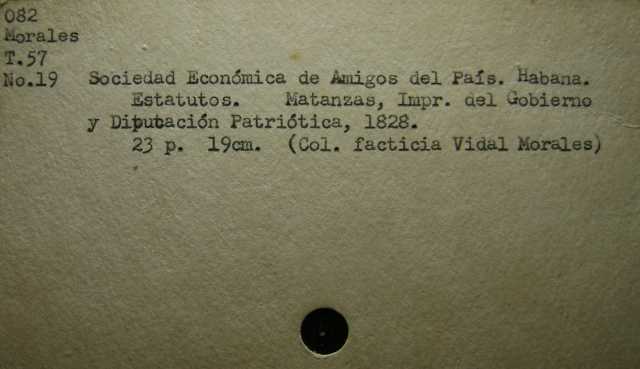 082
Morales
T.57
No.19 Sociedad Económica de Amigos del País. Habana.
Estatutos. Matanzas, Impr. del Gobierno
y Diputación Patriótica, 1828.
23 p. 19cm. (Col. facticia Vidal Morales)